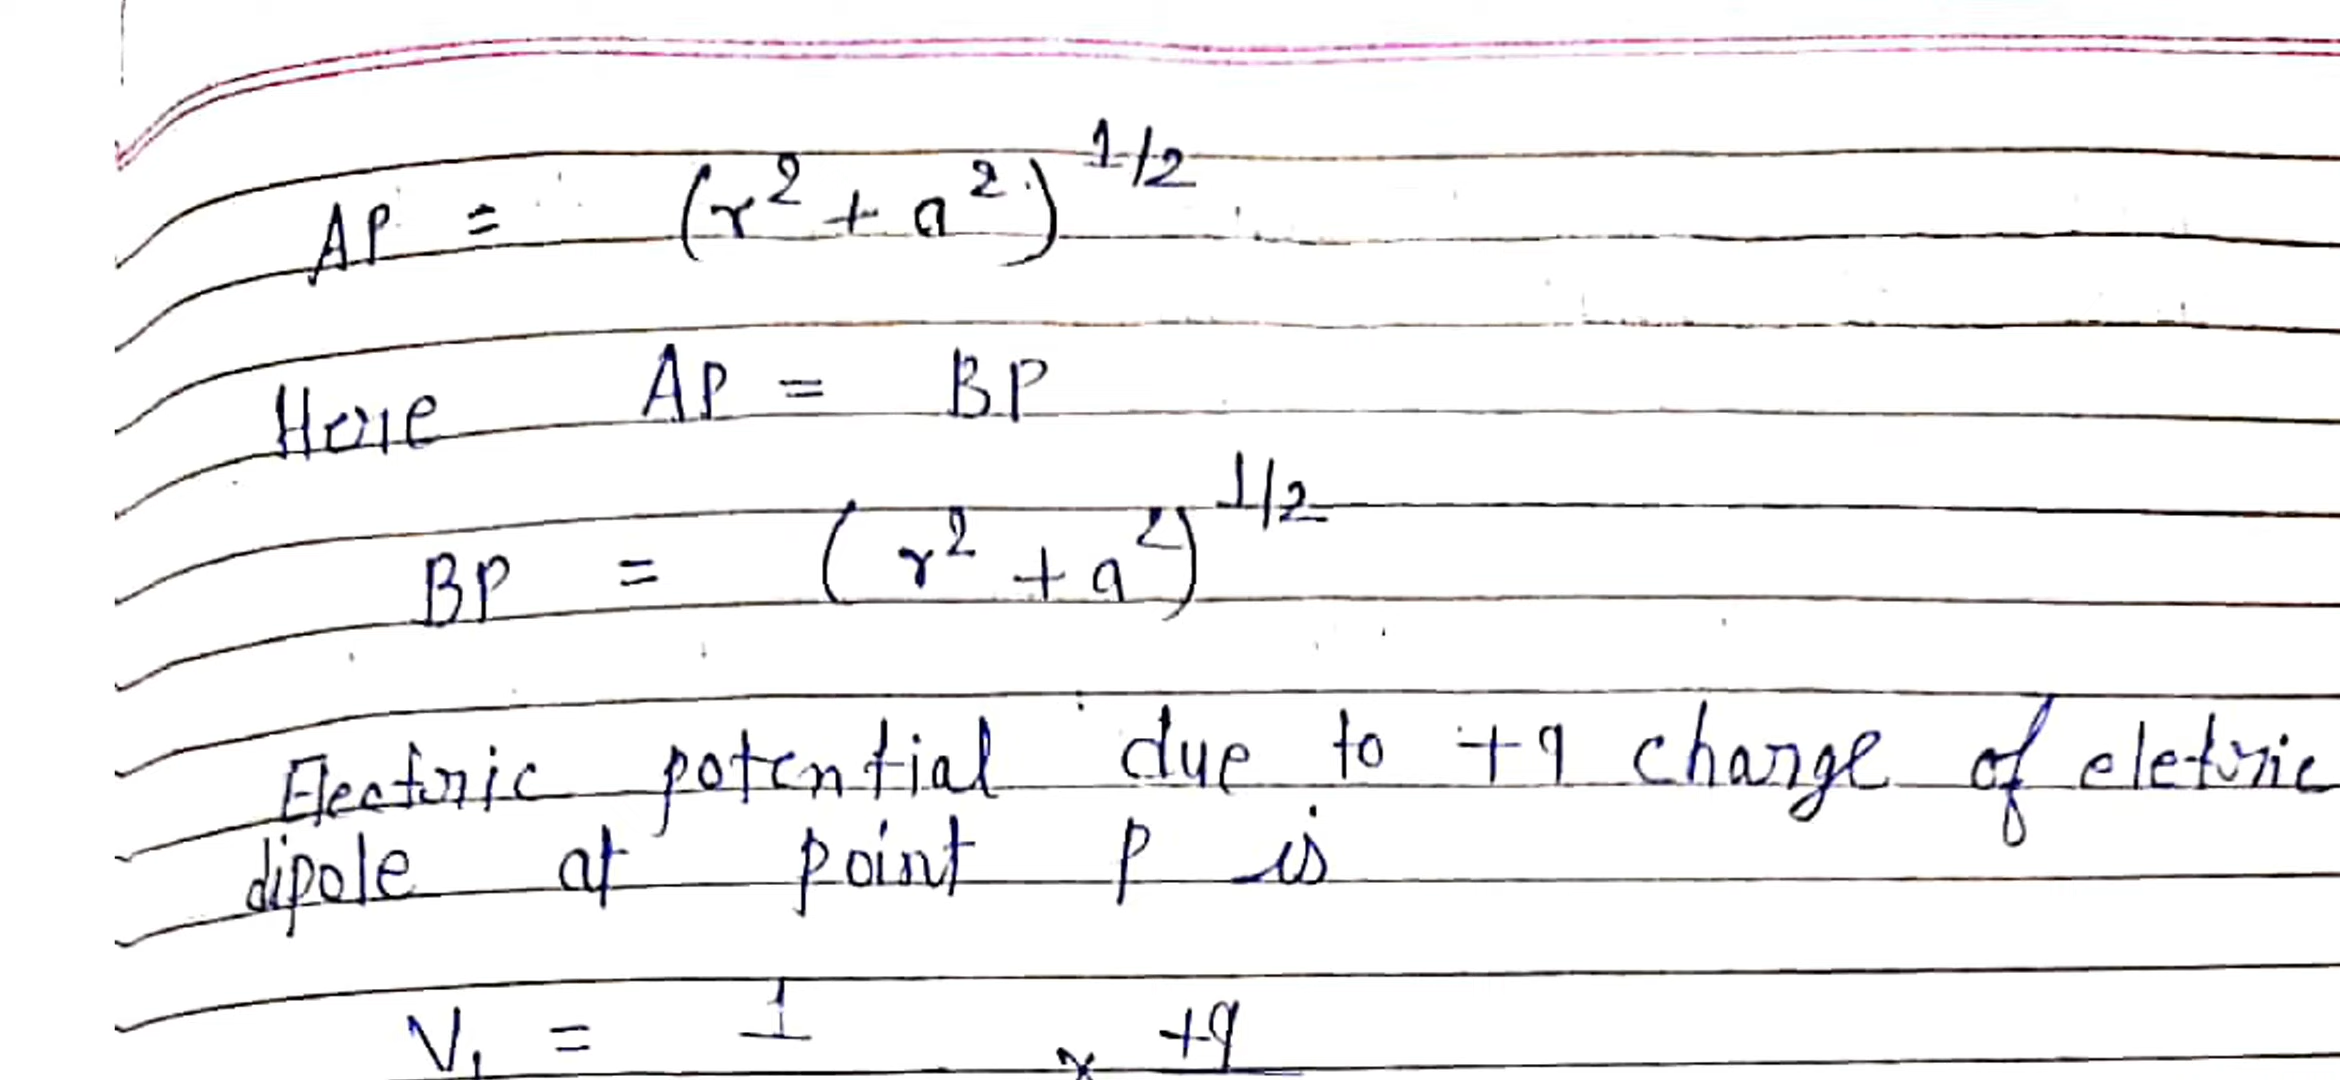 AP = (r² + a²)^1/2
Here AP = BP
BP = (r² + a²)^1/2
Electric potential due to +q charge of eletric
dipole at point P is
V₁ = 1 × +q